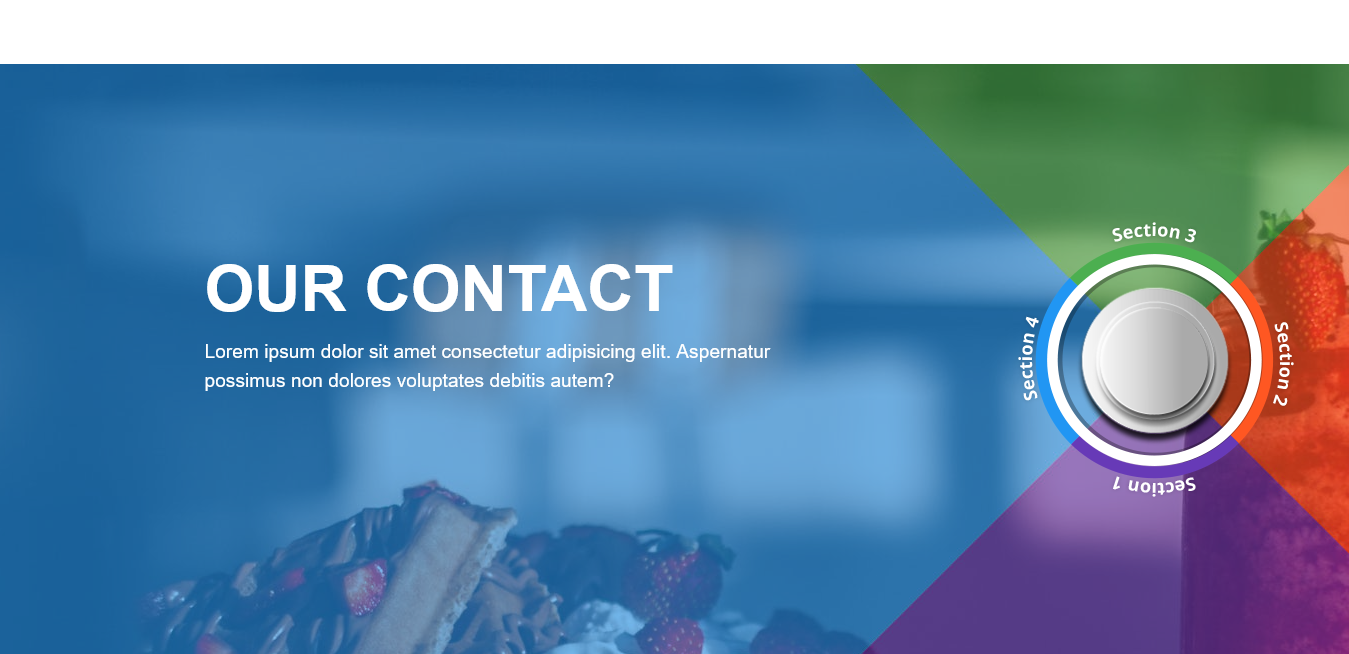 OUR CONTACT
Lorem ipsum dolor sit amet consectetur adipisicing elit. Aspernatur
possimus non dolores voluptates debitis autem?
Section 3
Section 4
Section 2
Section 1